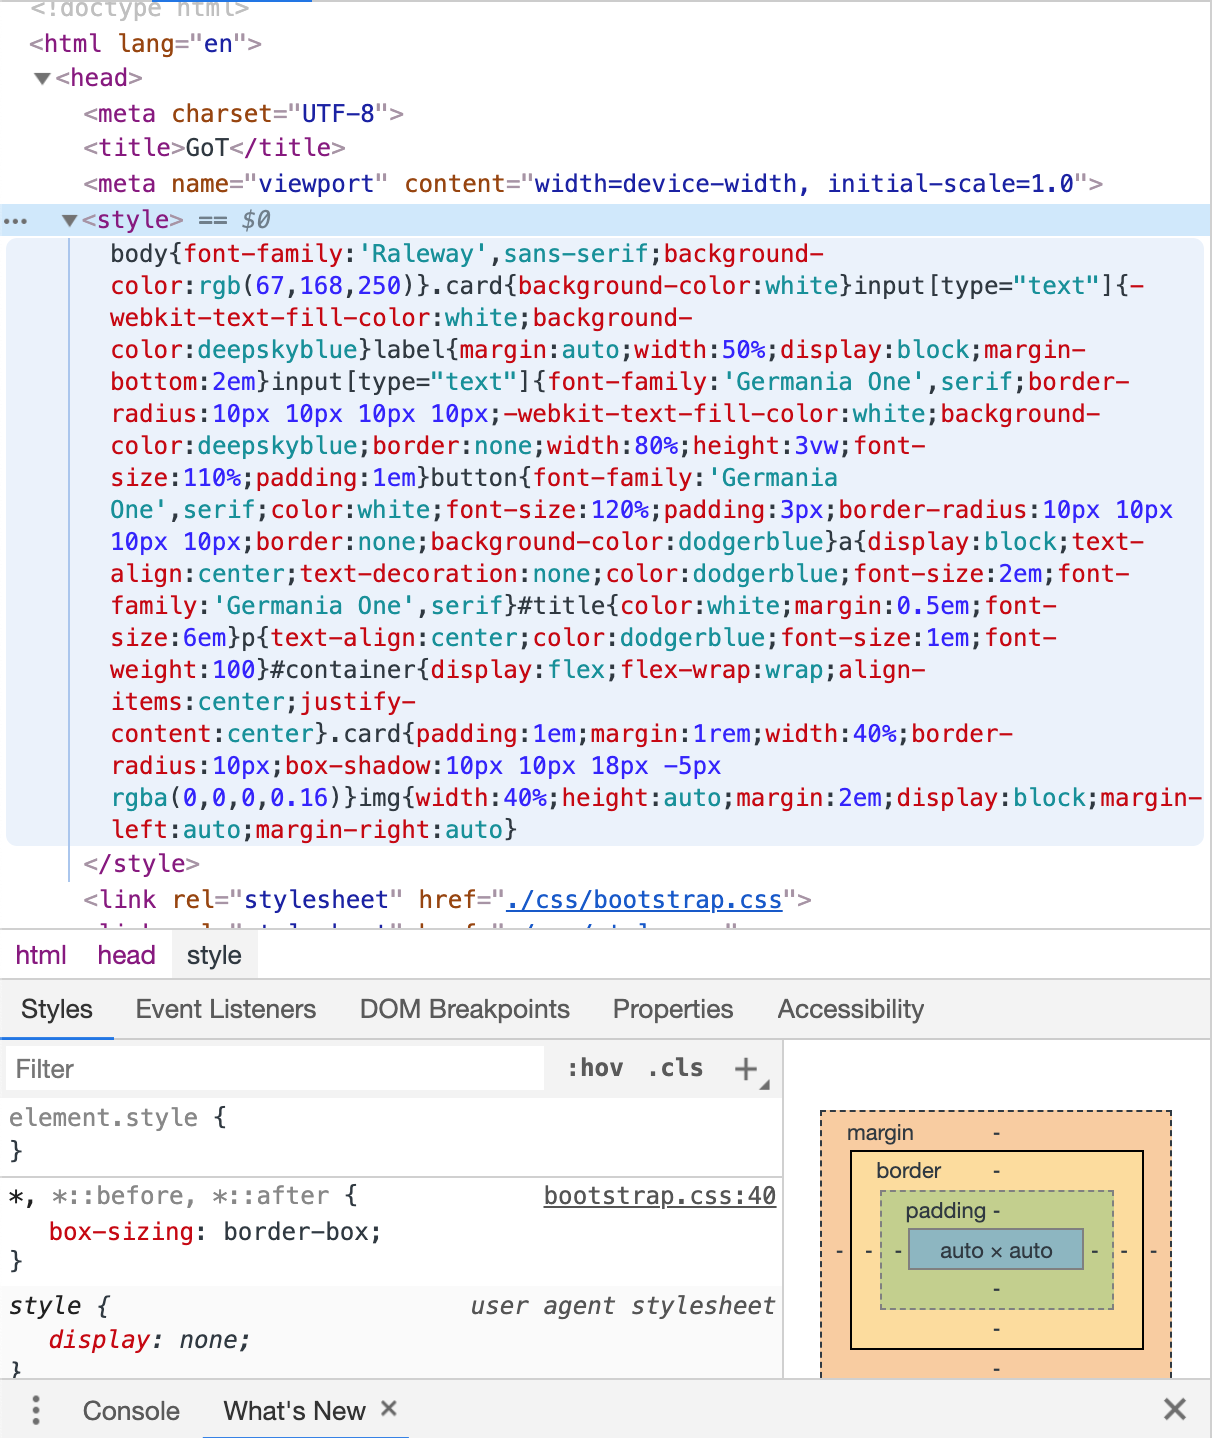 <!doctype html>
<html lang="en">
▼<head>
<meta charset="UTF-8">
<title>GoT</title>
<meta name="viewport" content="width=device-width, initial-scale=1.0">
… ▼<style> == $0
body{font-family:'Raleway',sans-serif;background-
color:rgb(67,168,250)}.card{background-color:white}input[type="text"]{-
webkit-text-fill-color:white;background-
color:deepskyblue}label{margin:auto;width:50%;display:block;margin-
bottom:2em}input[type="text"]{font-family:'Germania One',serif;border-
radius:10px 10px 10px 10px;-webkit-text-fill-color:white;background-
color:deepskyblue;border:none;width:80%;height:3vw;font-
size:110%;padding:1em}button{font-family:'Germania
One',serif;color:white;font-size:120%;padding:3px;border-radius:10px 10px
10px 10px;border:none;background-color:dodgerblue}a{display:block;text-
align:center;text-decoration:none;color:dodgerblue;font-size:2em;font-
family:'Germania One',serif}#title{color:white;margin:0.5em;font-
size:6em}p{text-align:center;color:dodgerblue;font-size:1em;font-
weight:100}#container{display:flex;flex-wrap:wrap;align-
items:center;justify-
content:center}.card{padding:1em;margin:1rem;width:40%;border-
radius:10px;box-shadow:10px 10px 18px -5px
rgba(0,0,0,0.16)}img{width:40%;height:auto;margin:2em;display:block;margin-
left:auto;margin-right:auto}
</style>
<link rel="stylesheet" href="./css/bootstrap.css">
html head style
Styles Event Listeners DOM Breakpoints Properties Accessibility
Filter :hov .cls +
element.style {
}
*, *::before, *::after { bootstrap.css:40
box-sizing: border-box;
}
style { user agent stylesheet
display: none;
}
margin -
border -
padding -
- - - auto × auto - - -
-
-
-
Console What's New ×